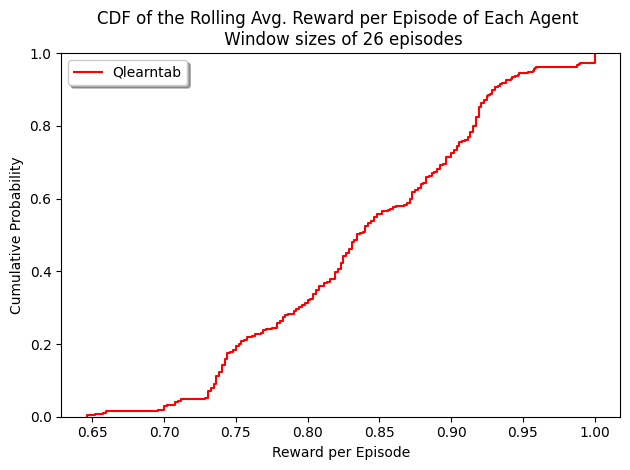 CDF of the Rolling Avg. Reward per Episode of Each Agent
Window sizes of 26 episodes
Qlearntab
1.0
0.8
0.6
0.4
0.2
0.0
Cumulative Probability
0.65 0.70 0.75 0.80 0.85 0.90 0.95 1.00
Reward per Episode